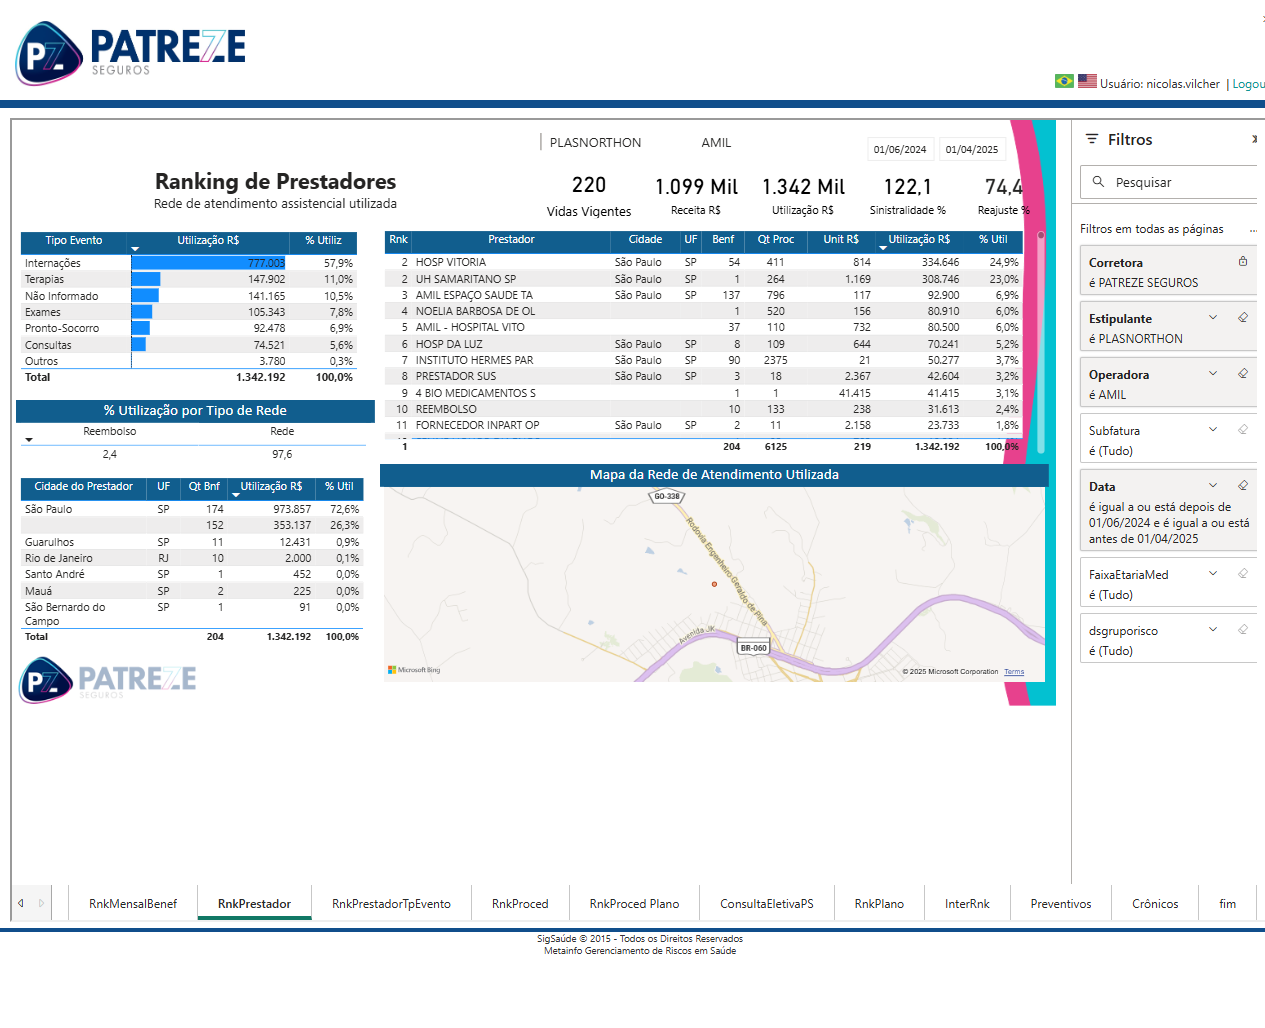 PZ PATREZE
SEGUROS
Usuário: nicolas.vilcher | Logou
PLASNORTHON AMIL
01/06/2024 01/04/2025
Ranking de Prestadores
Rede de atendimento assistencial utilizada
220 1.099 Mil 1.342 Mil 122,1 74,4
Vidas Vigentes Receita R$ Utilização R$ Sinistralidade % Reajuste %
Tipo Evento Utilização R$ % Utiliz
Internações 777.003 57,9%
Terapias 147.902 11,0%
Não Informado 141.165 10,5%
Exames 105.343 7,8%
Pronto-Socorro 92.478 6,9%
Consultas 74.521 5,6%
Outros 3.780 0,3%
Total 1.342.192 100,0%
% Utilização por Tipo de Rede
Reembolso Rede
2,4 97,6
Cidade do Prestador UF Qt Bnf Utilização R$ % Util
São Paulo SP 174 973.857 72,6%
152 353.137 26,3%
Guarulhos SP 11 12.431 0,9%
Rio de Janeiro RJ 10 2.000 0,1%
Santo André SP 1 452 0,0%
Mauá SP 2 225 0,0%
São Bernardo do Campo SP 1 91 0,0%
Total 204 1.342.192 100,0%
PZ PATREZE
SEGUROS
Rnk Prestador Cidade UF Benf Qt Proc Unit R$ Utilização R$ % Util
2 HOSP VITORIA São Paulo SP 54 411 814 334.646 24,9%
2 UH SAMARITANO SP São Paulo SP 1 264 1.169 308.746 23,0%
3 AMIL ESPAÇO SAUDE TA São Paulo SP 137 796 117 92.900 6,9%
4 NOELIA BARBOSA DE OL 1 520 156 80.910 6,0%
5 AMIL - HOSPITAL VITO 37 110 732 80.500 6,0%
6 HOSP DA LUZ São Paulo SP 8 109 644 70.241 5,2%
7 INSTITUTO HERMES PAR São Paulo SP 90 2375 21 50.277 3,7%
8 PRESTADOR SUS São Paulo SP 3 18 2.367 42.604 3,2%
9 4 BIO MEDICAMENTOS S 1 1 41.415 41.415 3,1%
10 REEMBOLSO 10 133 238 31.613 2,4%
11 FORNECEDOR INPART OP São Paulo SP 2 11 2.158 23.733 1,8%
1 204 6125 219 1.342.192 100,0%
Mapa da Rede de Atendimento Utilizada
GO-338
Rodovia Engenheiro Geraldo de Pina
Avenida JK
BR-060
Microsoft Bing
© 2025 Microsoft Corporation Terms
Filtros
Pesquisar
Filtros em todas as páginas ...
Corretora
é PATREZE SEGUROS
Estipulante
é PLASNORTHON
Operadora
é AMIL
Subfatura
é (Tudo)
Data
é igual a ou está depois de
01/06/2024 e é igual a ou está
antes de 01/04/2025
FaixaEtariaMed
é (Tudo)
dsgruporisco
é (Tudo)
RnkMensalBenef RnkPrestador RnkPrestadorTpEvento RnkProced RnkProced Plano ConsultaEletivaPS RnkPlano InterRnk Preventivos Crônicos fim
SigSaúde © 2015 - Todos os Direitos Reservados
Metainfo Gerenciamento de Riscos em Saúde